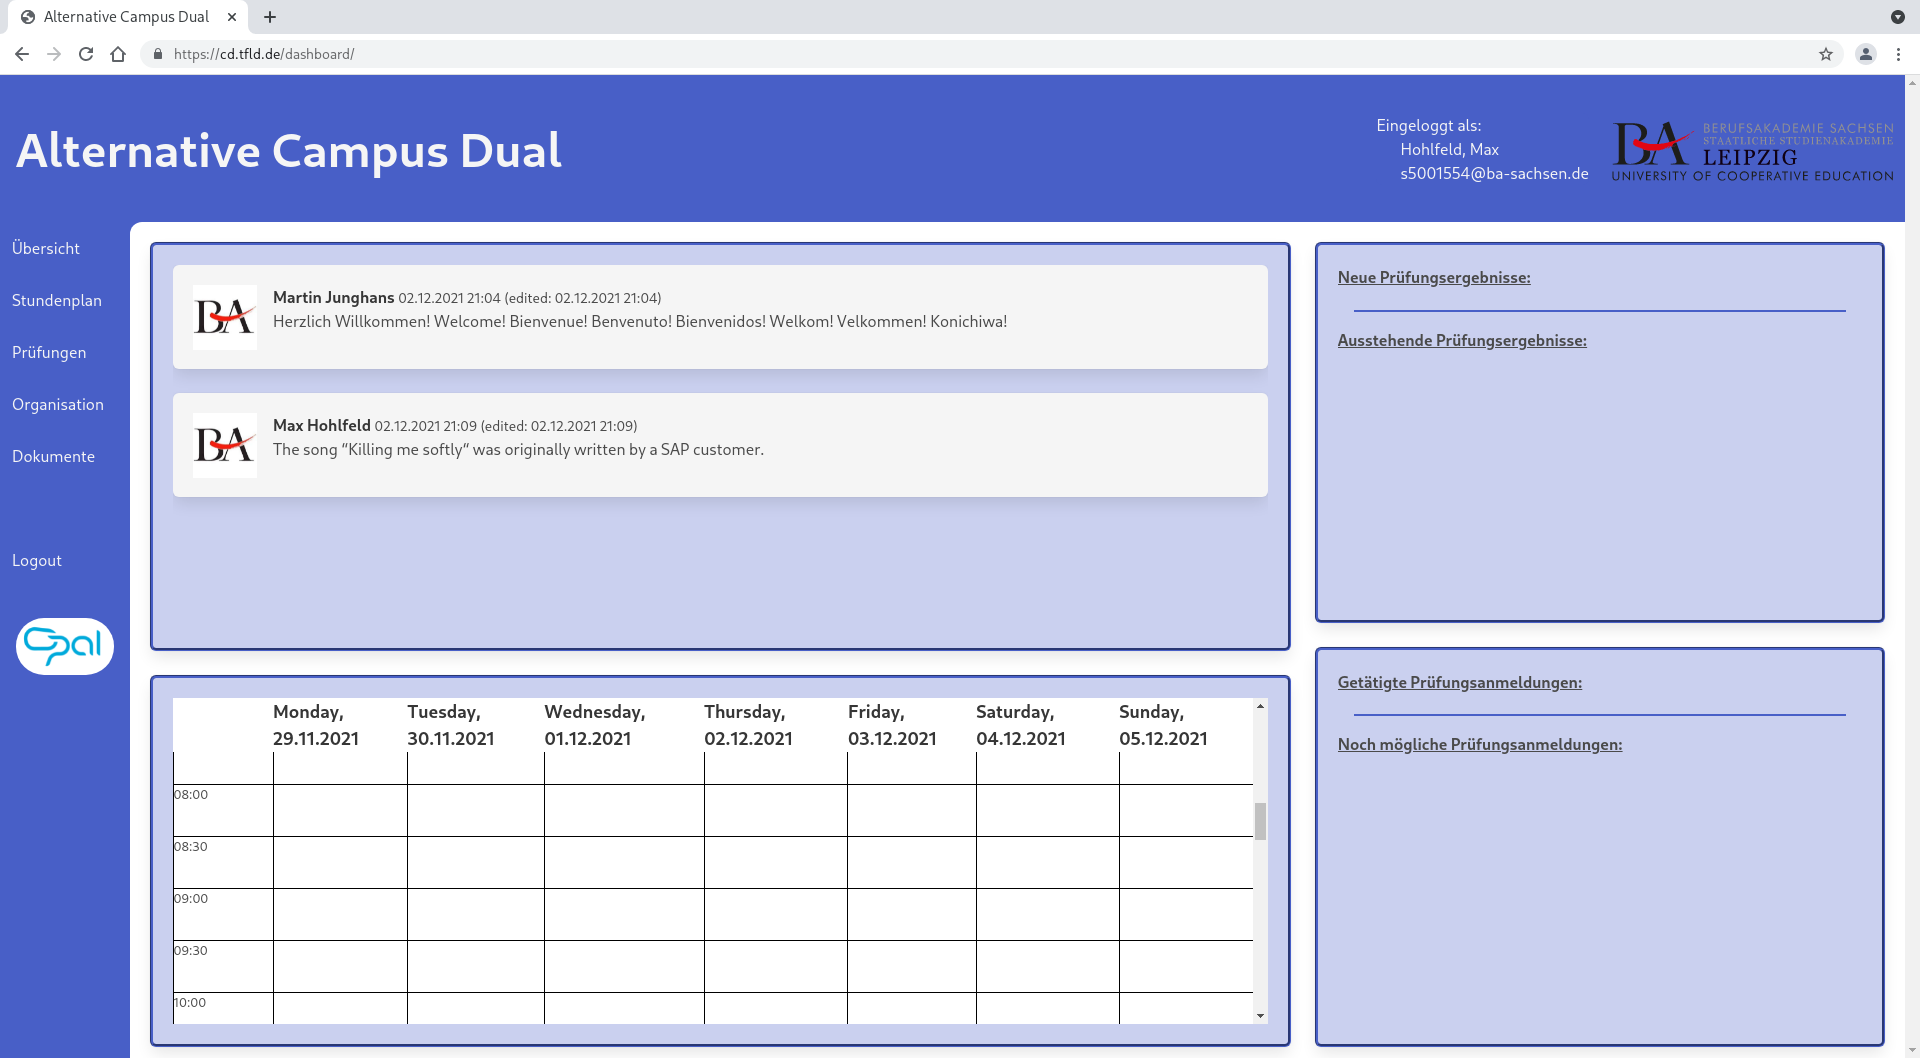 Alternative Campus Dual
https://cd.tfld.de/dashboard/
Alternative Campus Dual
Eingeloggt als:
Hohlfeld, Max
s5001554@ba-sachsen.de
BA
BERUFSAKADEMIE SACHSEN
STAATLICHE STUDIENAKADEMIE
LEIPZIG
UNIVERSITY OF COOPERATIVE EDUCATION
Übersicht
Stundenplan
Prüfungen
Organisation
Dokumente
Logout
Opal
BA
Martin Junghans 02.12.2021 21:04 (edited: 02.12.2021 21:04)
Herzlich Willkommen! Welcome! Bienvenue! Benvenuto! Bienvenidos! Welkom! Velkommen! Konichiwa!
BA
Max Hohlfeld 02.12.2021 21:09 (edited: 02.12.2021 21:09)
The song “Killing me softly” was originally written by a SAP customer.
Monday, 29.11.2021
Tuesday, 30.11.2021
Wednesday, 01.12.2021
Thursday, 02.12.2021
Friday, 03.12.2021
Saturday, 04.12.2021
Sunday, 05.12.2021
08:00
08:30
09:00
09:30
10:00
Neue Prüfungsergebnisse:
Ausstehende Prüfungsergebnisse:
Getätigte Prüfungsanmeldungen:
Noch mögliche Prüfungsanmeldungen: